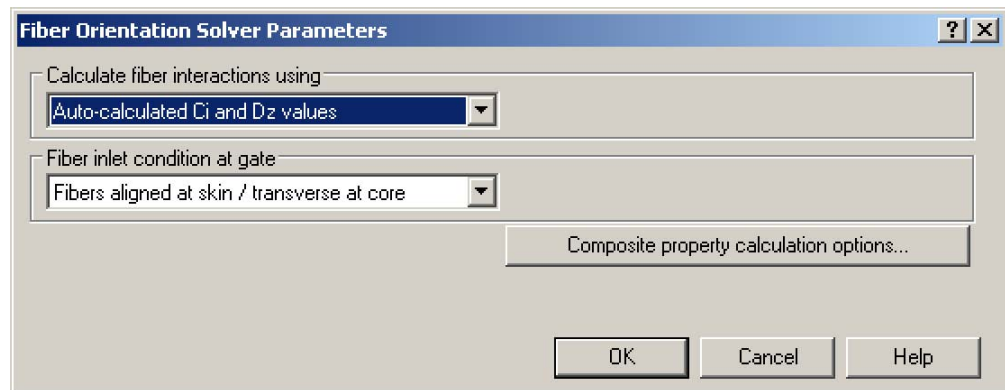 Fiber Orientation Solver Parameters
Calculate fiber interactions using
Auto-calculated Ci and Dz values
Fiber inlet condition at gate
Fibers aligned at skin / transverse at core
Composite property calculation options...
OK Cancel Help